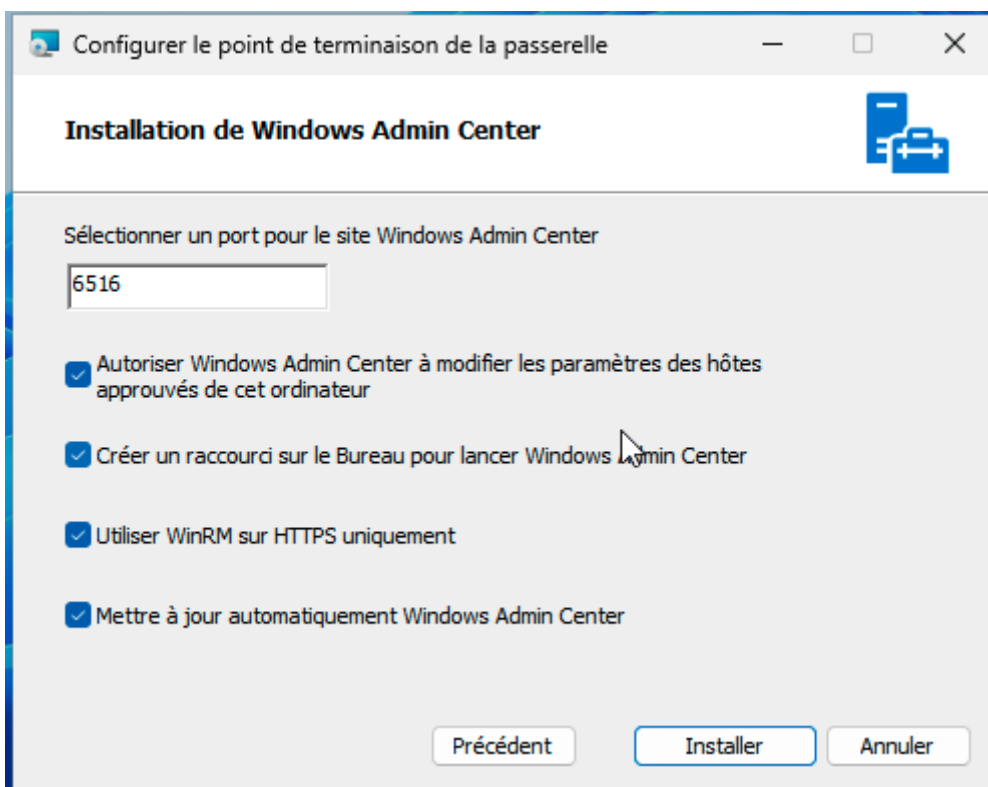 Configurer le point de terminaison de la passerelle
Installation de Windows Admin Center
Sélectionner un port pour le site Windows Admin Center
6516
Autoriser Windows Admin Center à modifier les paramètres des hôtes
approuvés de cet ordinateur
Créer un raccourci sur le Bureau pour lancer Windows Admin Center
Utiliser WinRM sur HTTPS uniquement
Mettre à jour automatiquement Windows Admin Center
Précédent Installer Annuler